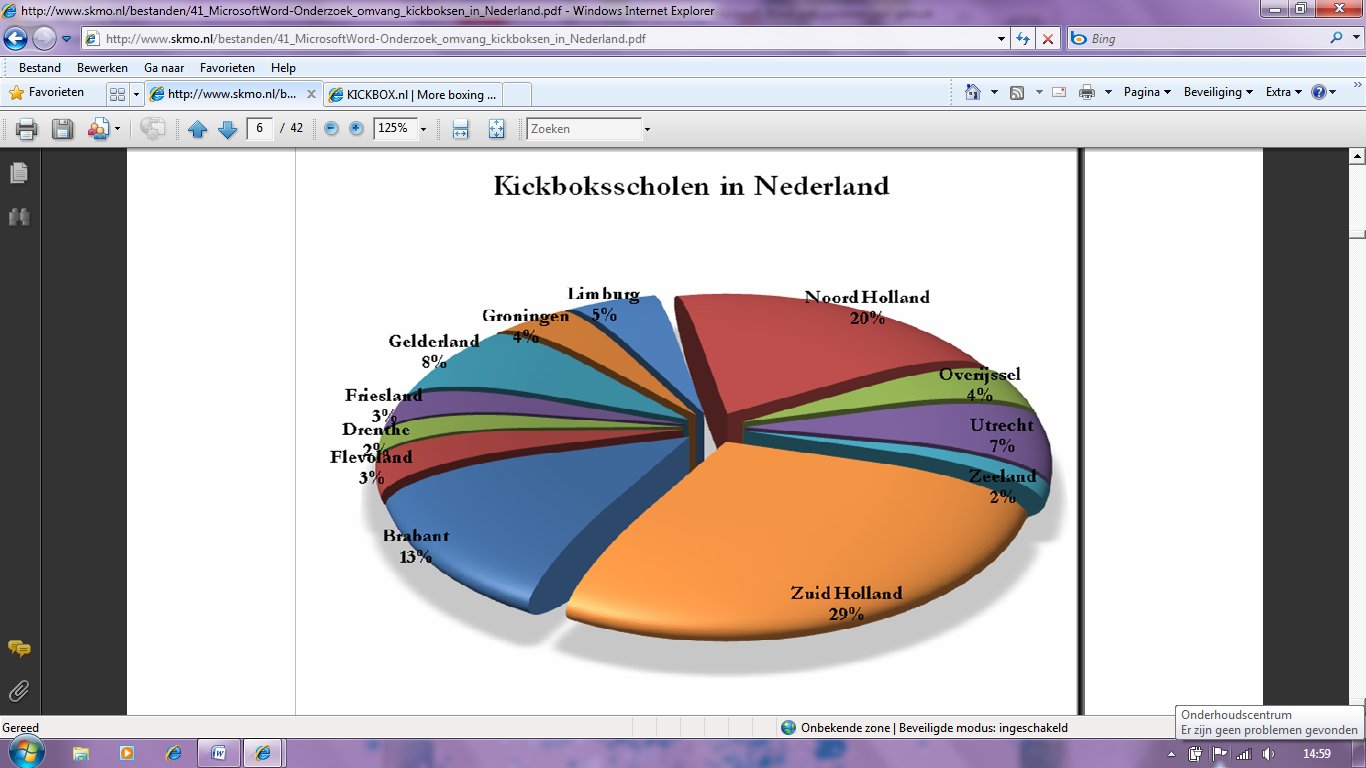 http://www.skmo.nl/bestanden/41_MicrosoftWord-Onderzoek_omvang_kickboksen_in_Nederland.pdf - Windows Internet Explorer
http://www.skmo.nl/bestanden/41_MicrosoftWord-Onderzoek_omvang_kickboksen_in_Nederland.pdf
Bing
Bestand Bewerken Ga naar Favorieten Help
Favorieten
http://www.skmo.nl/b...
KICKBOX.nl | More boxing ...
Pagina Beveiliging Extra
6 / 42
125%
Zoeken
Kickboksscholen in Nederland
Limburg
5%
Noord Holland
20%
Groningen
4%
Gelderland
8%
Overijssel
4%
Friesland
3%
Utrecht
7%
Drenthe
2%
Flevoland
3%
Zeeland
2%
Brabant
13%
Zuid Holland
29%
Onderhoudscentrum
Er zijn geen problemen gevonden
Gereed
Onbekende zone | Beveiligde modus: ingeschakeld
14:59